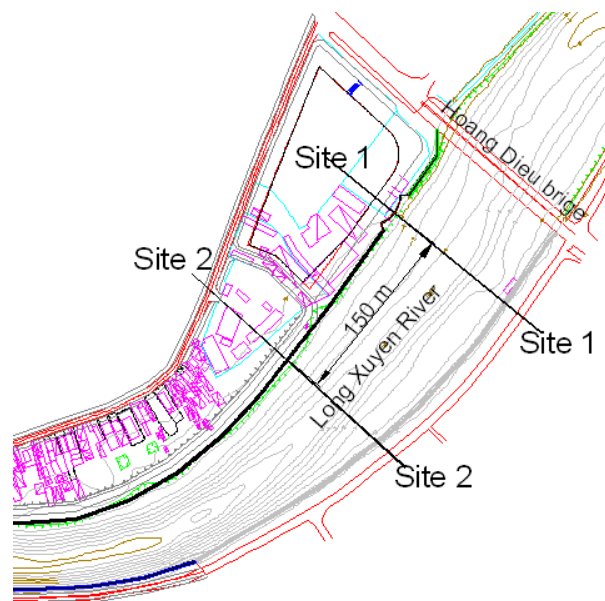 Hoang Dieu brige
Site 1
Site 2
150 m
Long Xuyen River
Site 1
Site 2